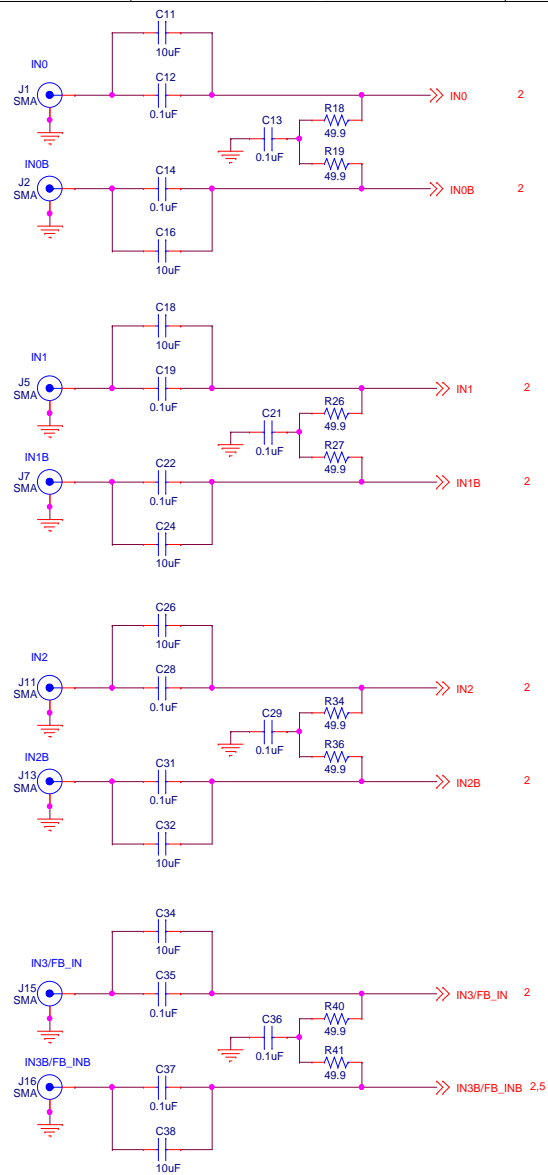 C11
10uF
IN0
J1
SMA
C12
0.1uF
IN0 2
R18
49.9
C13
0.1uF
R19
49.9
IN0B
J2
SMA
C14
0.1uF
IN0B 2
C16
10uF
C18
10uF
IN1
J5
SMA
C19
0.1uF
IN1 2
R26
49.9
C21
0.1uF
R27
49.9
IN1B
J7
SMA
C22
0.1uF
IN1B 2
C24
10uF
C26
10uF
IN2
J11
SMA
C28
0.1uF
IN2 2
R34
49.9
C29
0.1uF
R36
49.9
IN2B
J13
SMA
C31
0.1uF
IN2B 2
C32
10uF
C34
10uF
IN3/FB_IN
J15
SMA
C35
0.1uF
IN3/FB_IN 2
R40
49.9
C36
0.1uF
R41
49.9
IN3B/FB_INB
J16
SMA
C37
0.1uF
IN3B/FB_INB 2,5
C38
10uF